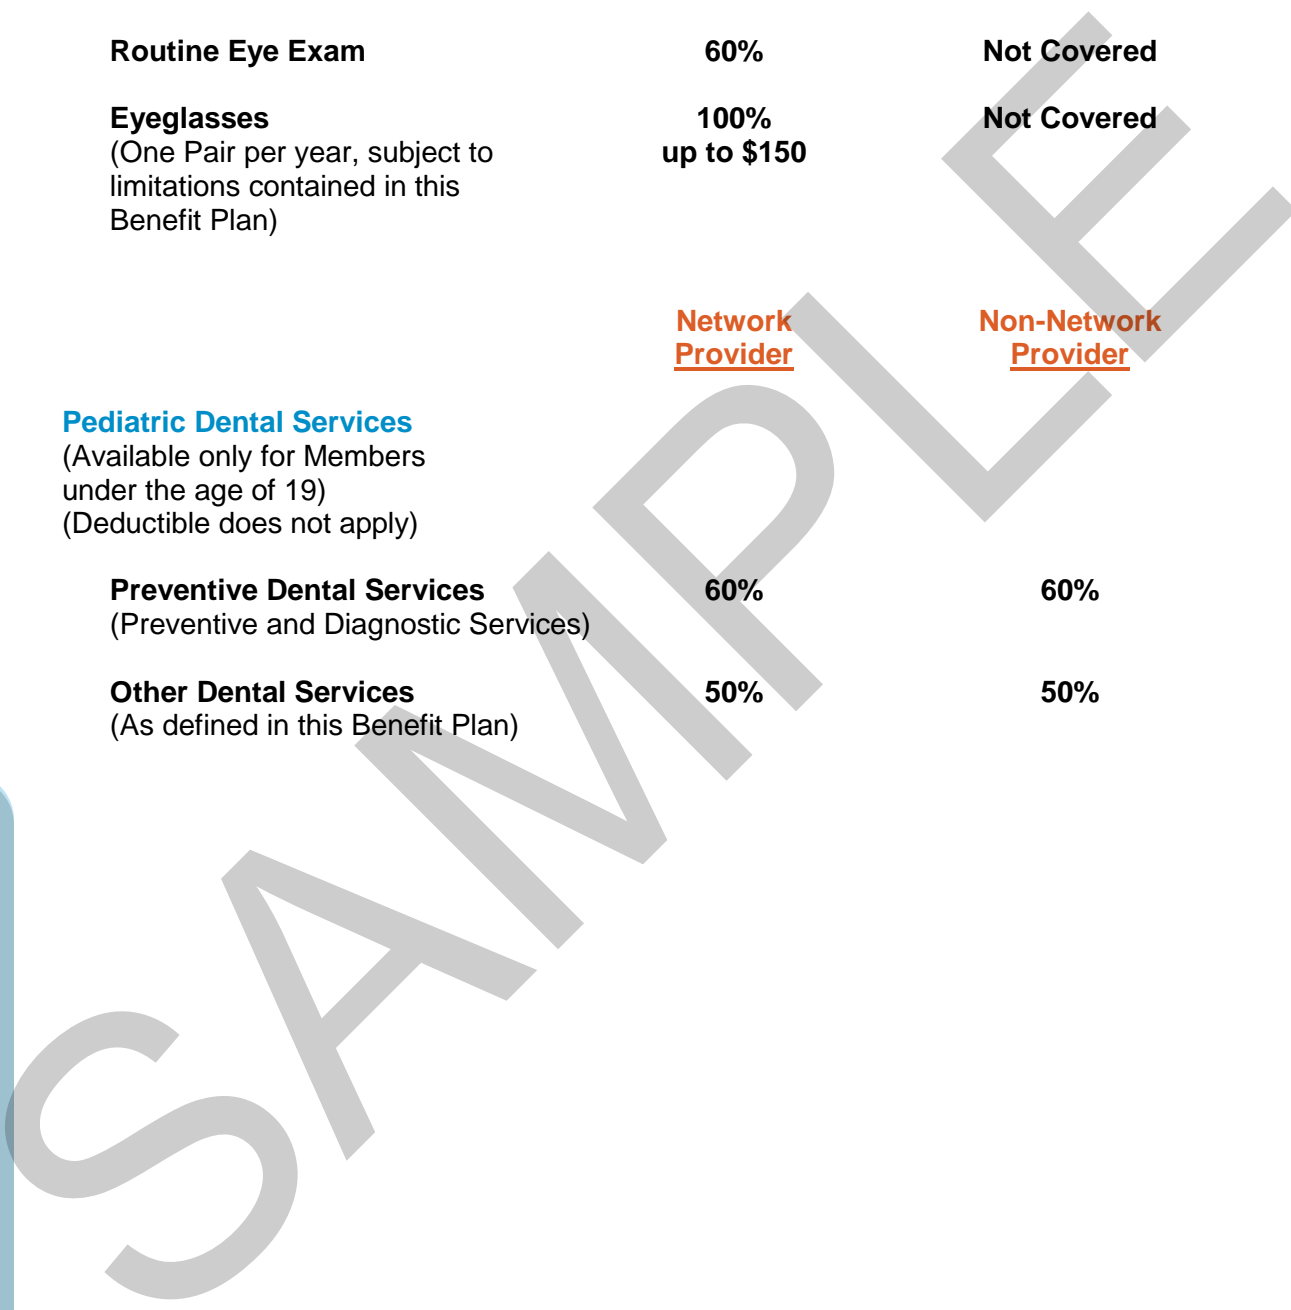 Routine Eye Exam 60% Not Covered
Eyeglasses 100% Not Covered
(One Pair per year, subject to up to $150
limitations contained in this
Benefit Plan)
Network Non-Network
Provider Provider
Pediatric Dental Services
(Available only for Members
under the age of 19)
(Deductible does not apply)
Preventive Dental Services 60% 60%
(Preventive and Diagnostic Services)
Other Dental Services 50% 50%
(As defined in this Benefit Plan)
SAMPLE